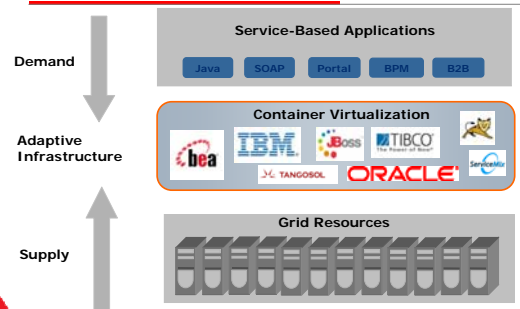 Service-Based Applications
Demand
Java
SOAP
Portal
BPM
B2B
Container Virtualization
Adaptive
Infrastructure
bea
IBM
JBoss
TIBCO
The Power of Now
TANGOSOL
ORACLE
ServiceMix
Grid Resources
Supply